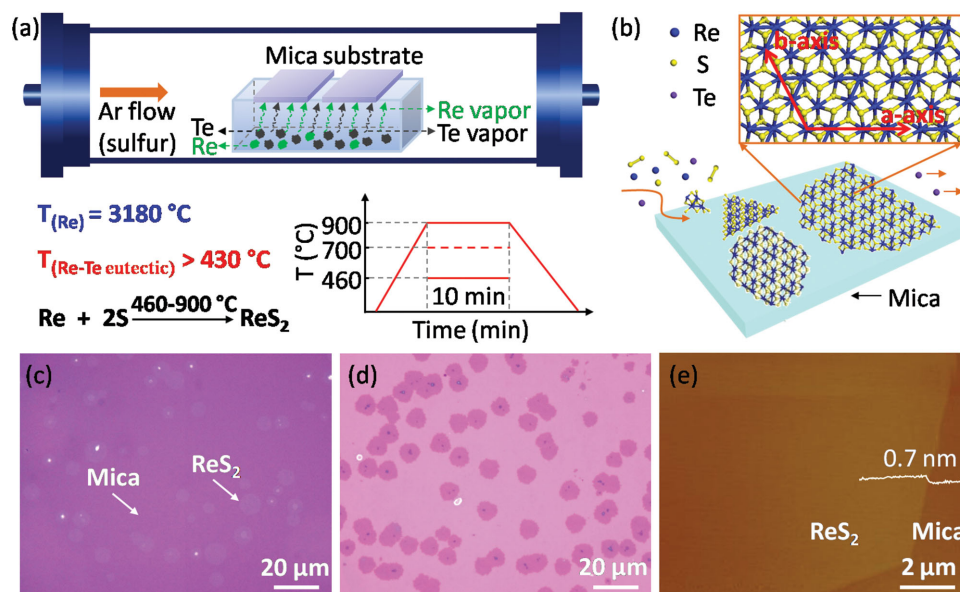 (a)
Mica substrate
Ar flow
(sulfur)
Te
Re
Re vapor
Te vapor
T(Re) = 3180 °C
T(Re-Te eutectic) > 430 °C
Re + 2S 460-900 °C ReS2
T (°C)
900
700
460
10 min
Time (min)
(b)
Re
S
Te
b-axis
a-axis
Mica
(c)
Mica
ReS2
20 μm
(d)
20 μm
(e)
0.7 nm
ReS2
Mica
2 μm